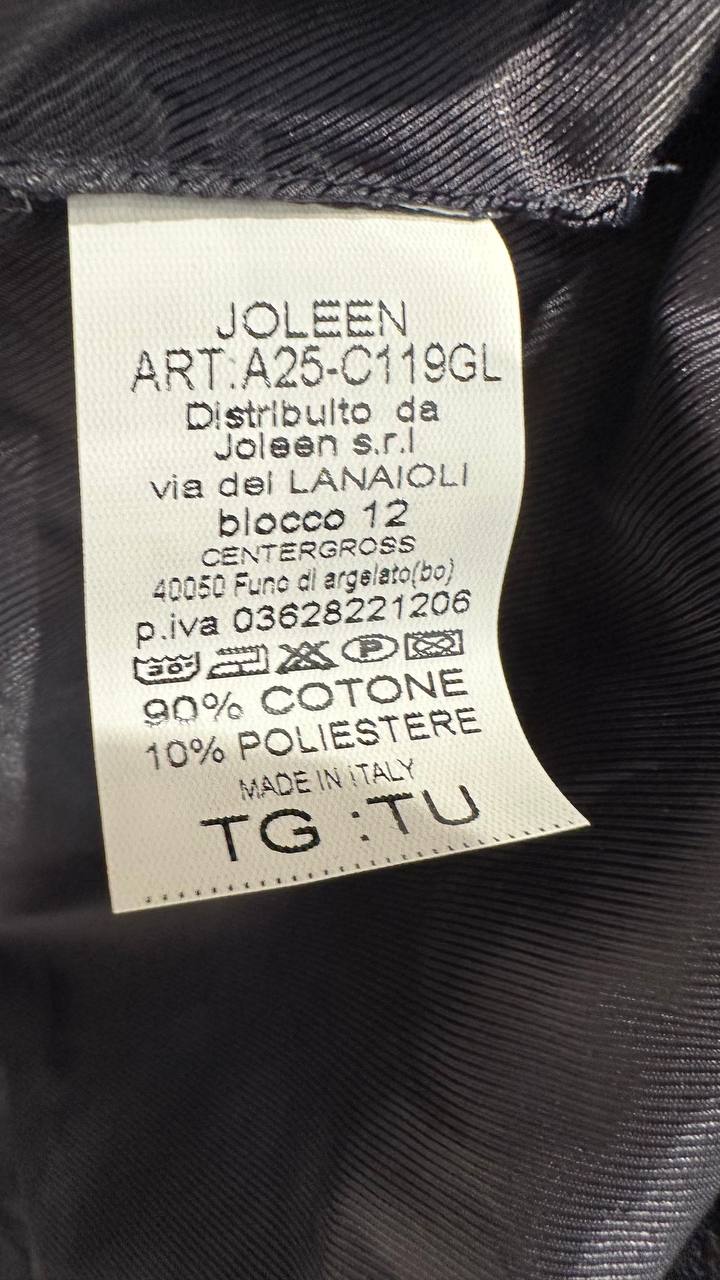 JOLEEN
ART:A25-C119GL
Distribuito da
Joleen s.r.l
via dei LANAIOLI
blocco 12
CENTERGROSS
40050 Funo di argelato(bo)
p.iva 03628221206
30° P
90% COTONE
10% POLIESTERE
MADE IN ITALY
TG :TU